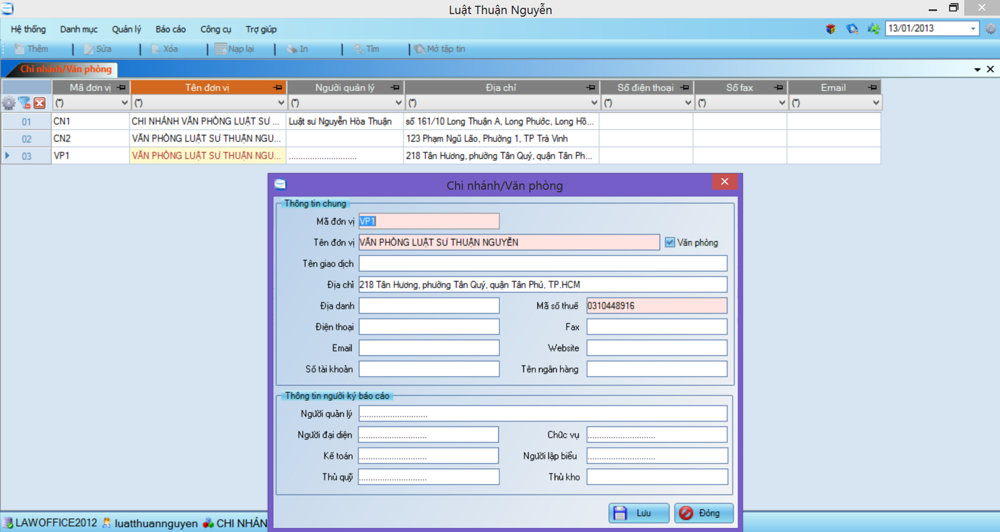 Luật Thuận Nguyễn
Hệ thống Danh mục Quản lý Báo cáo Công cụ Trợ giúp 13/01/2013
Thêm Sửa Xóa Nạp lại In Tìm Mở tập tin
Chi nhánh/Văn phòng
Mã đơn vị Tên đơn vị Người quản lý Địa chỉ Số điện thoại Số fax Email
(*) (*) (*) (*) (*) (*) (*)
01 CN1 CHI NHÁNH VĂN PHÒNG LUẬT SƯ ... Luật sư Nguyễn Hòa Thuận số 161/10 Long Thuận A, Long Phước, Long Hồ...
02 CN2 VĂN PHÒNG LUẬT SƯ THUẬN NGU... 123 Phạm Ngũ Lão, Phường 1, TP Trà Vinh
03 VP1 VĂN PHÒNG LUẬT SƯ THUẬN NGU... ............................. 218 Tân Hương, phường Tân Quý, quận Tân Ph...
Chi nhánh/Văn phòng
Thông tin chung
Mã đơn vị VP1
Tên đơn vị VĂN PHÒNG LUẬT SƯ THUẬN NGUYỄN Văn phòng
Tên giao dịch
Địa chỉ 218 Tân Hương, phường Tân Quý, quận Tân Phú, TP.HCM
Địa danh Mã số thuế 0310448916
Điện thoại Fax
Email Website
Số tài khoản Tên ngân hàng
Thông tin người ký báo cáo
Người quản lý .............................
Người đại diện ............................. Chức vụ .............................
Kế toán ............................. Người lập biểu .............................
Thủ quỹ ............................. Thủ kho
Lưu Đóng
LAWOFFICE2012 luatthuannguyen CHI NHÁN